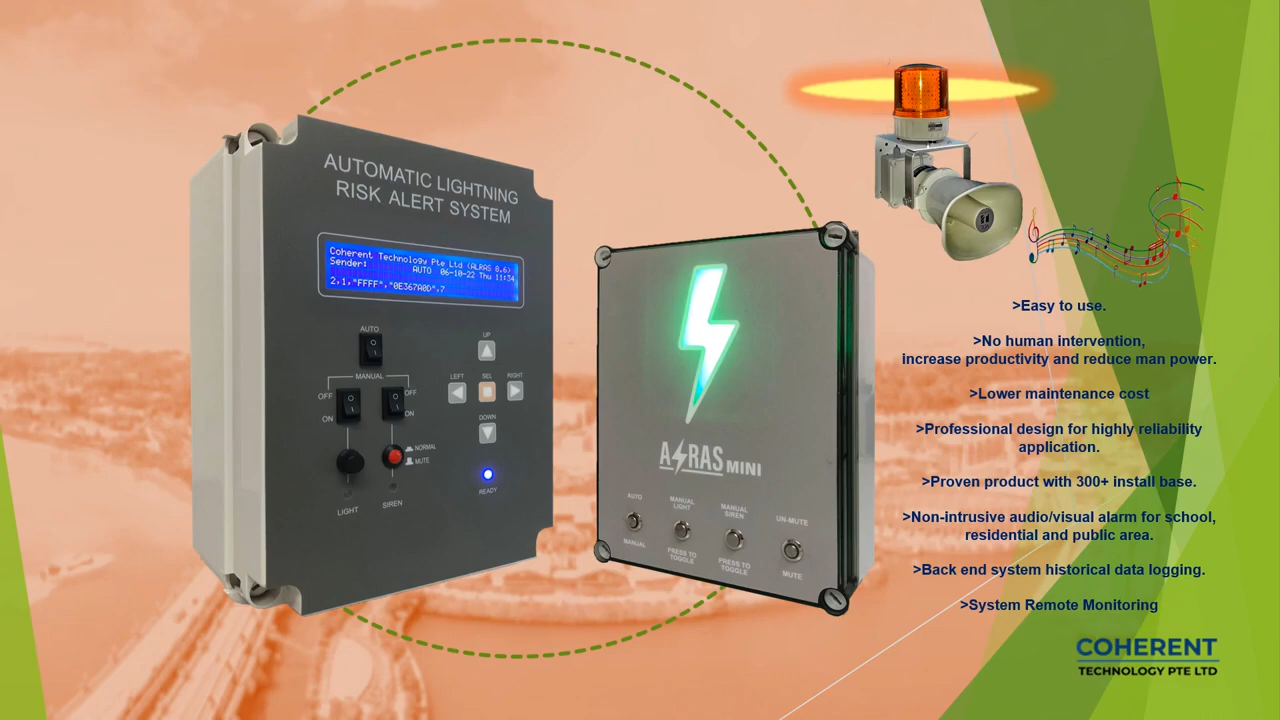 AUTOMATIC LIGHTNING
RISK ALERT SYSTEM
Coherent Technology Pte Ltd (ALRAS 8.6)
Sender:
AUTO 06-10-22 Thu 11:34
2,1,"FFFF","0E367A0D",7
AUTO
MANUAL
OFF
OFF
ON
ON
NORMAL
MUTE
LIGHT
SIREN
UP
LEFT
SEL
RIGHT
DOWN
READY
ALRAS MINI
AUTO
MANUAL
MANUAL
LIGHT
PRESS TO
TOGGLE
MANUAL
SIREN
PRESS TO
TOGGLE
UN-MUTE
MUTE
>Easy to use.
>No human intervention,
increase productivity and reduce man power.
>Lower maintenance cost
>Professional design for highly reliability
application.
>Proven product with 300+ install base.
>Non-intrusive audio/visual alarm for school,
residential and public area.
>Back end system historical data logging.
>System Remote Monitoring
COHERENT
TECHNOLOGY PTE LTD